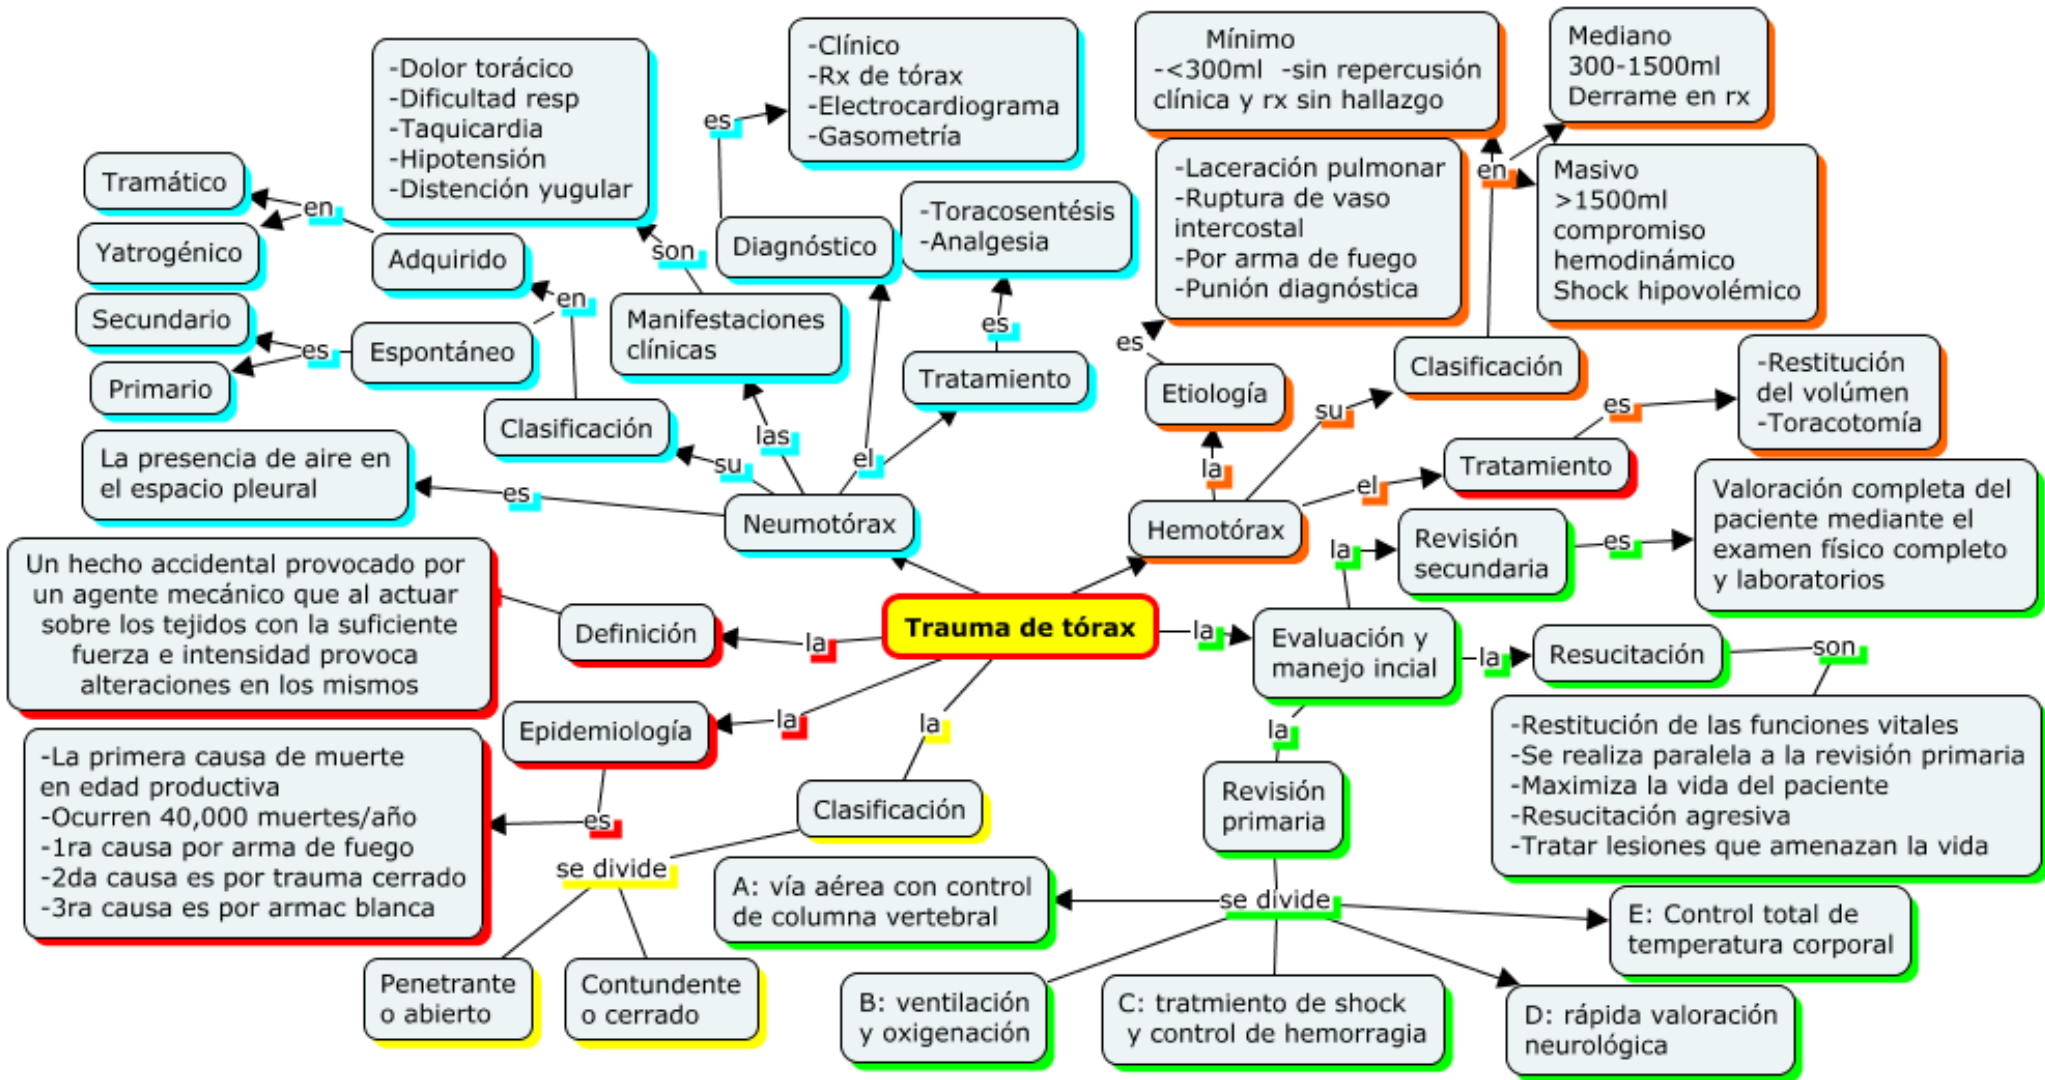 -Dolor torácico
-Dificultad resp
-Taquicardia
-Hipotensión
-Distención yugular
-Clínico
-Rx de tórax
-Electrocardiograma
-Gasometría
Mínimo
-<300ml -sin repercusión
clínica y rx sin hallazgo
Mediano
300-1500ml
Derrame en rx
es
Tramático
Yatrogénico
en
Adquirido
son
Diagnóstico
-Toracosentésis
-Analgesia
-Laceración pulmonar
-Ruptura de vaso
intercostal
-Por arma de fuego
-Punión diagnóstica
en
Masivo
>1500ml
compromiso
hemodinámico
Shock hipovolémico
Secundario
Primario
es
Espontáneo
en
Manifestaciones
clínicas
es
Tratamiento
es
Etiología
Clasificación
-Restitución
del volúmen
-Toracotomía
Clasificación
su
las
el
la
su
es
el
Tratamiento
La presencia de aire en
el espacio pleural
es
Neumotórax
Hemotórax
la
Revisión
secundaria
es
Valoración completa del
paciente mediante el
examen físico completo
y laboratorios
Un hecho accidental provocado por
un agente mecánico que al actuar
sobre los tejidos con la suficiente
fuerza e intensidad provoca
alteraciones en los mismos
Definición
la
Trauma de tórax
la
Evaluación y
manejo incial
la
Resucitación
son
Epidemiología
la
la
la
-Restitución de las funciones vitales
-Se realiza paralela a la revisión primaria
-Maximiza la vida del paciente
-Resucitación agresiva
-Tratar lesiones que amenazan la vida
-La primera causa de muerte
en edad productiva
-Ocurren 40,000 muertes/año
-1ra causa por arma de fuego
-2da causa es por trauma cerrado
-3ra causa es por armac blanca
es
Clasificación
Revisión
primaria
se divide
A: vía aérea con control
de columna vertebral
se divide
E: Control total de
temperatura corporal
Penetrante
o abierto
Contundente
o cerrado
B: ventilación
y oxigenación
C: tratmiento de shock
y control de hemorragia
D: rápida valoración
neurológica